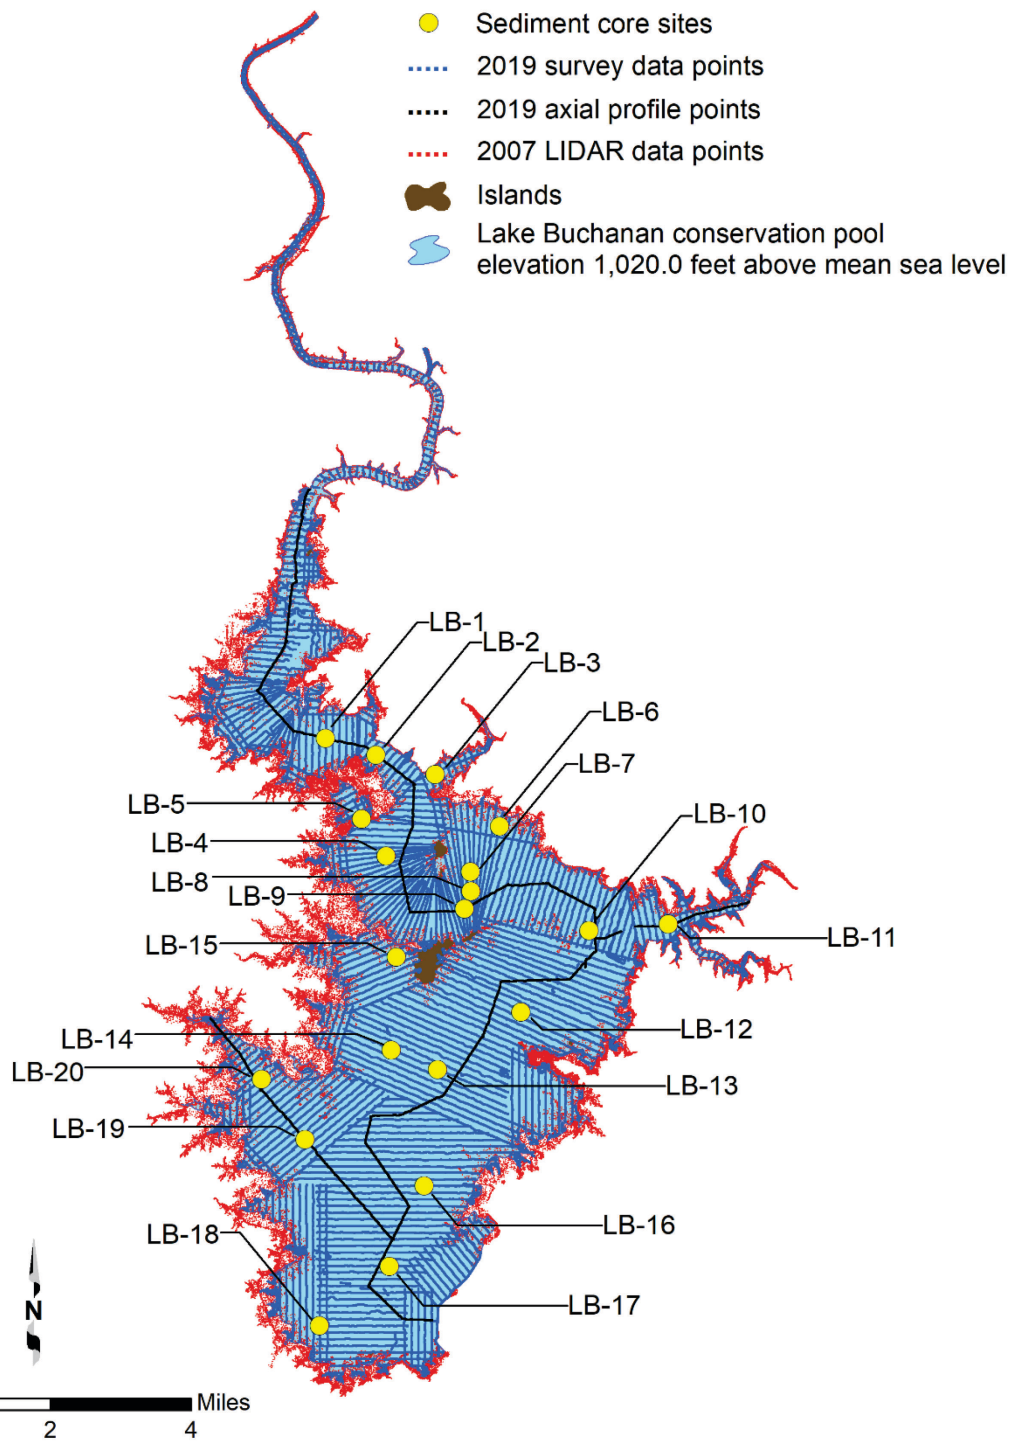 Sediment core sites
2019 survey data points
2019 axial profile points
2007 LIDAR data points
Islands
Lake Buchanan conservation pool
elevation 1,020.0 feet above mean sea level
LB-1
LB-2
LB-3
LB-6
LB-7
LB-5
LB-10
LB-4
LB-8
LB-9
LB-15
LB-11
LB-12
LB-14
LB-20
LB-13
LB-19
LB-16
LB-18
LB-17
N
Miles
2 4